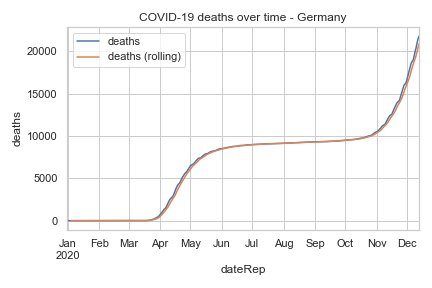 COVID-19 deaths over time - Germany
deaths
deaths (rolling)
20000
15000
10000
5000
0
deaths
Jan Feb Mar Apr May Jun Jul Aug Sep Oct Nov Dec
2020
dateRep